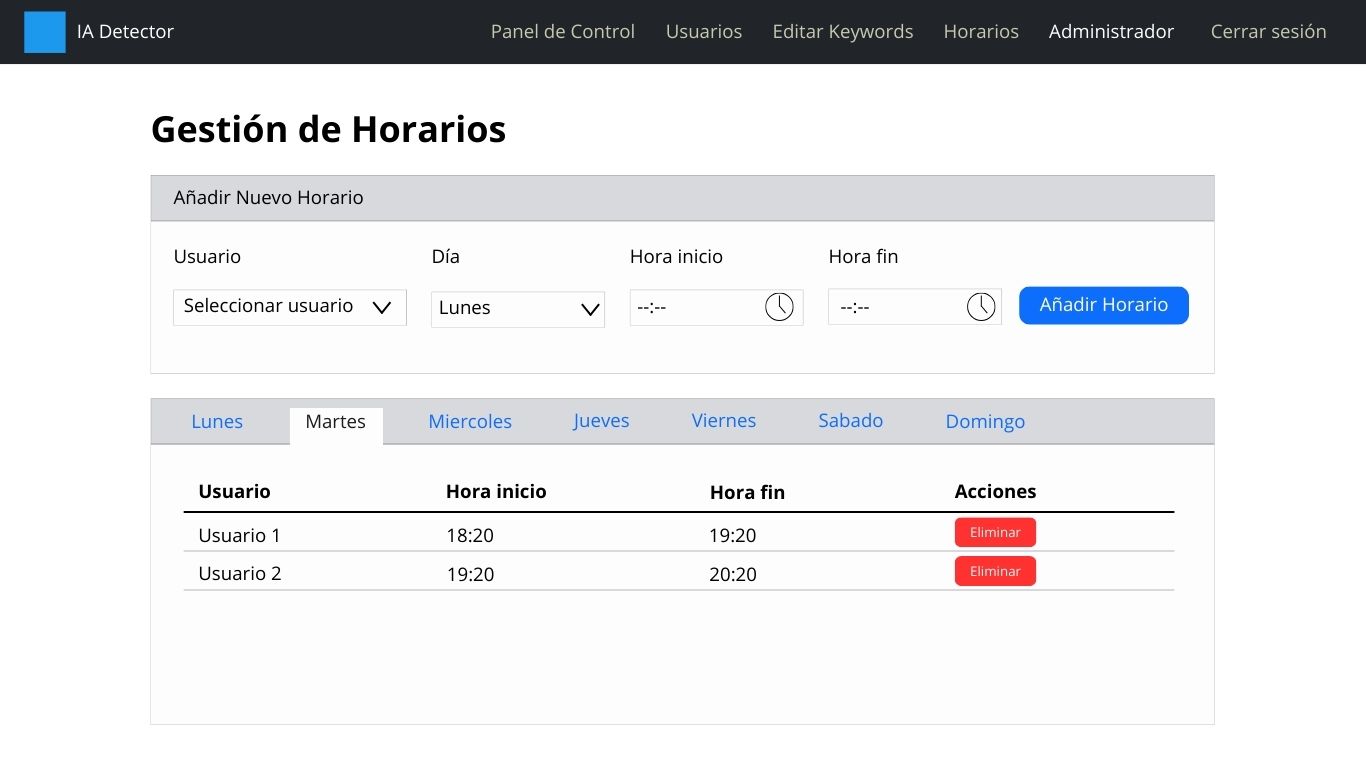 IA Detector Panel de Control Usuarios Editar Keywords Horarios Administrador Cerrar sesión
Gestión de Horarios
Añadir Nuevo Horario
Usuario Día Hora inicio Hora fin
Seleccionar usuario Lunes --:-- --:-- Añadir Horario
Lunes Martes Miercoles Jueves Viernes Sabado Domingo
Usuario Hora inicio Hora fin Acciones
Usuario 1 18:20 19:20 Eliminar
Usuario 2 19:20 20:20 Eliminar